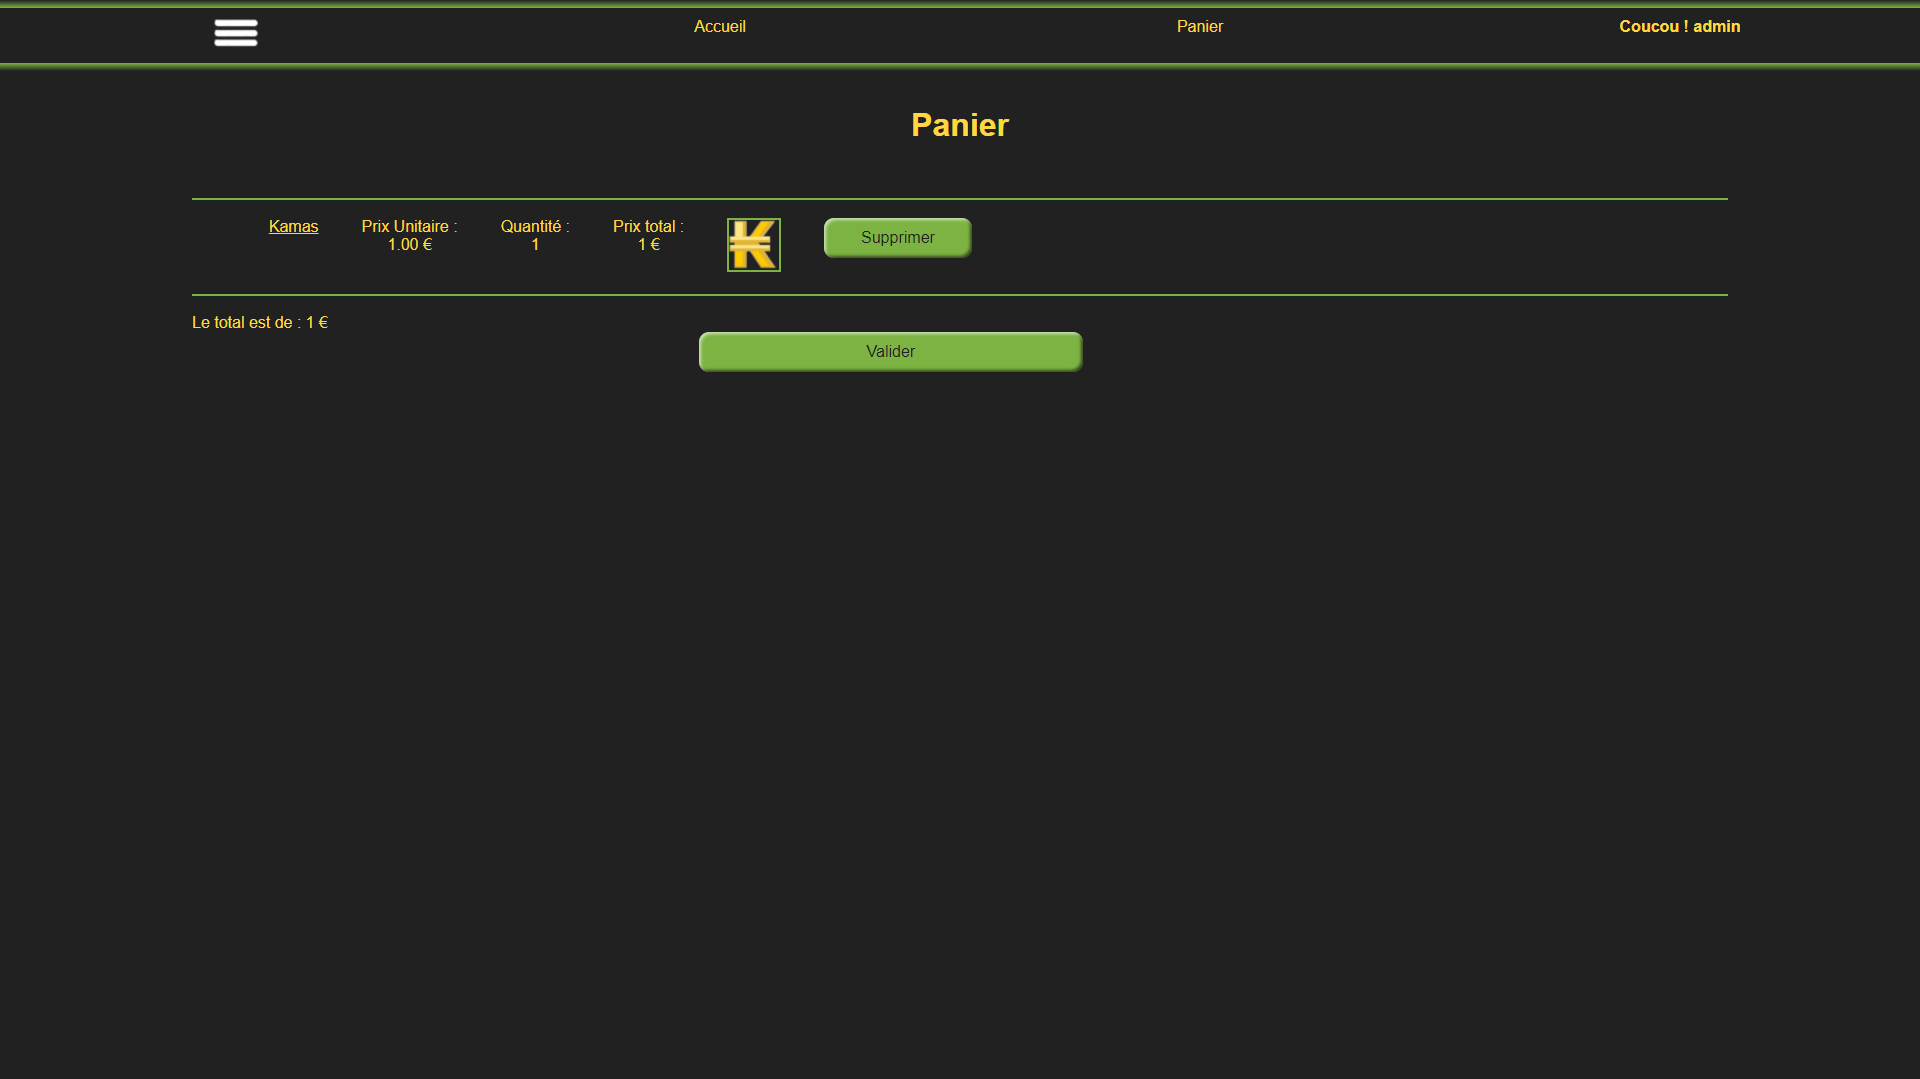 Accueil
Panier
Coucou ! admin
Panier
Kamas
Prix Unitaire :
1.00 €
Quantité :
1
Prix total :
1 €
Supprimer
Le total est de : 1 €
Valider